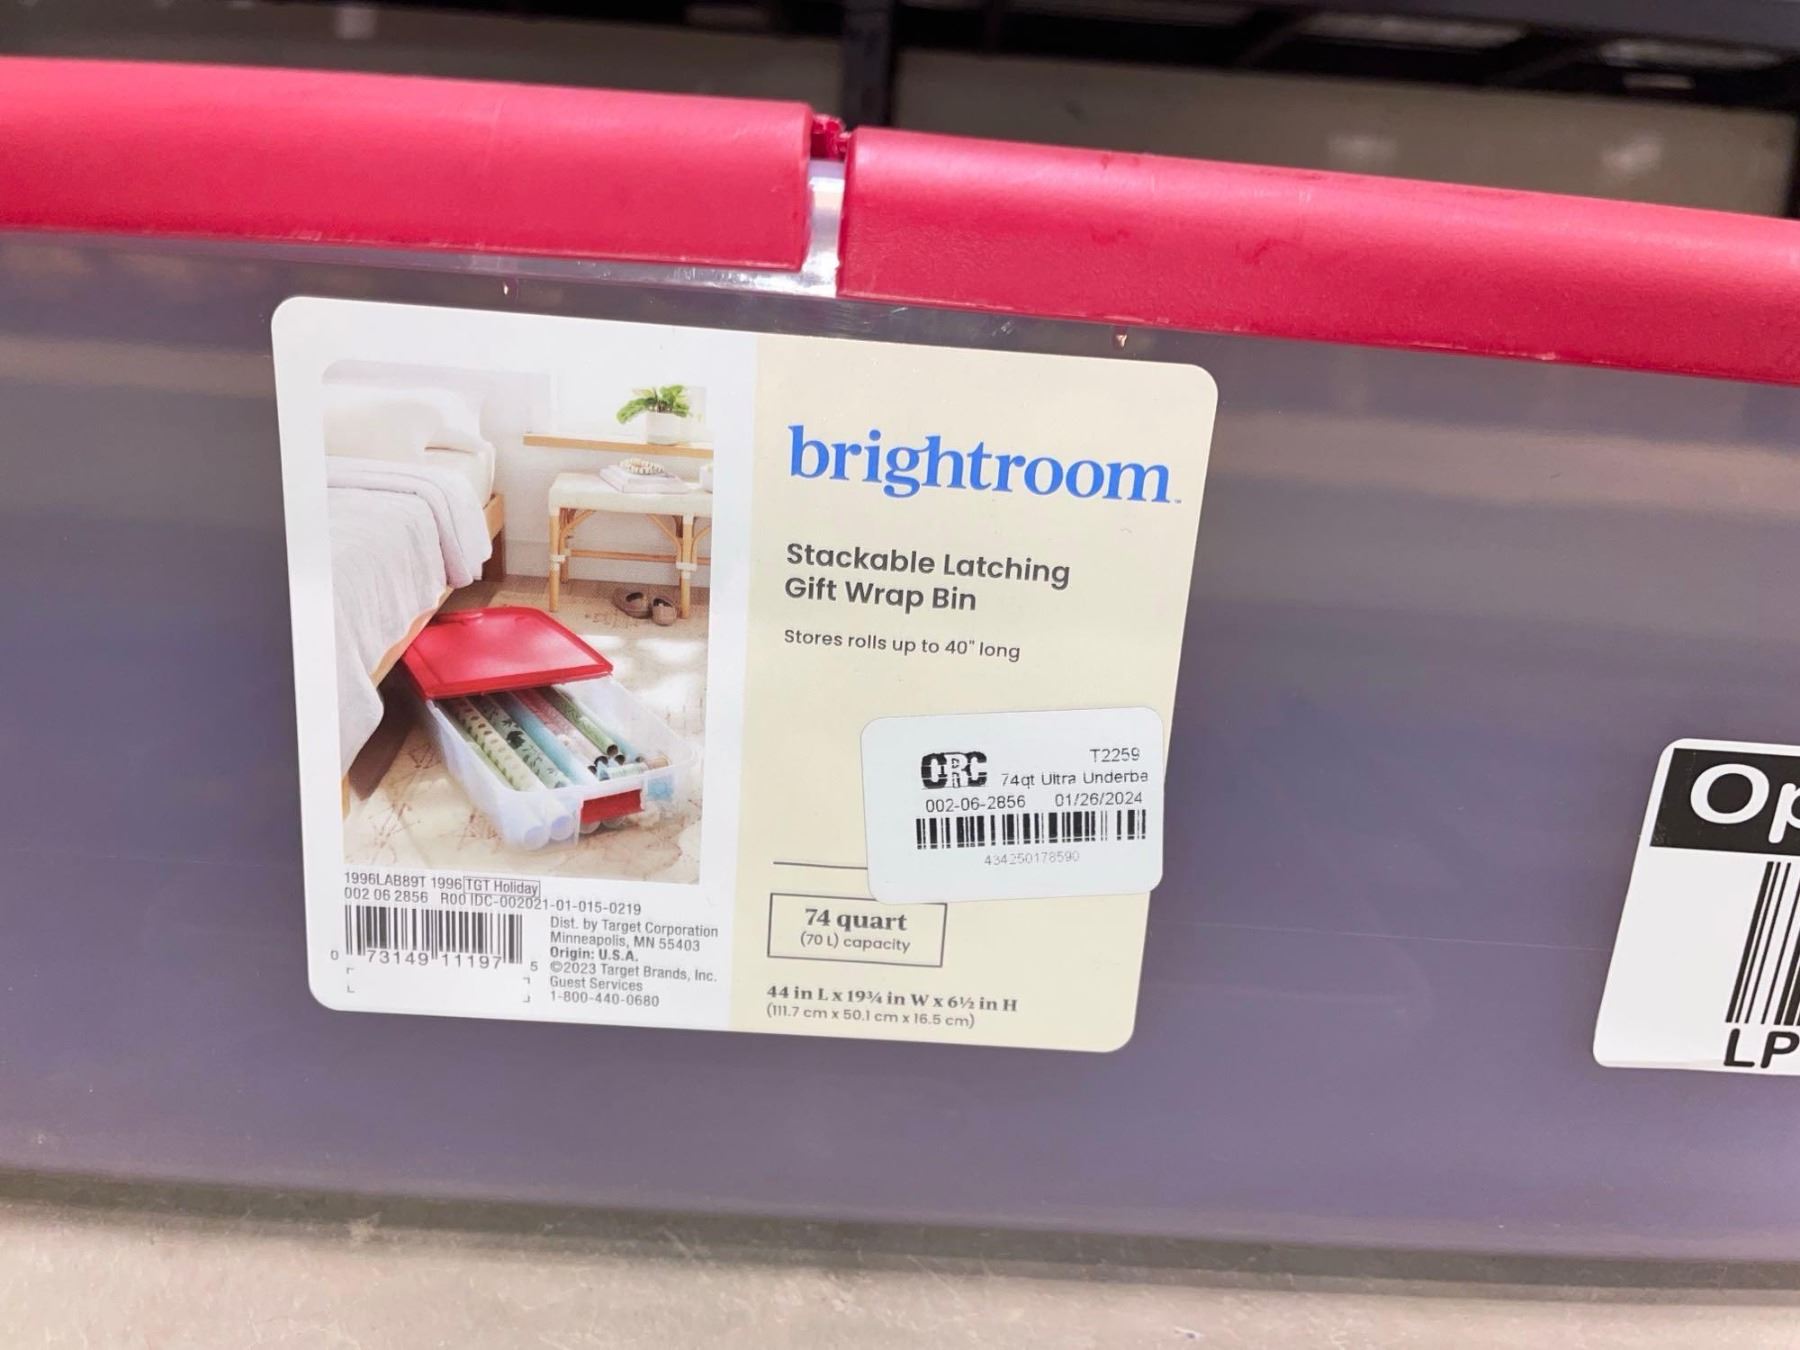 brightroom
Stackable Latching
Gift Wrap Bin
Stores rolls up to 40" long
ORC
T2259
74qt Ultra Underbe
002-06-2856 01/26/2024
434250178590
74 quart
(70 L) capacity
44 in L x 19¾ in W x 6½ in H
(111.7 cm x 50.1 cm x 16.5 cm)
1996LAB89T 1996 TGT Holiday
002 06 2856 R00 IDC-002021-01-015-0219
0 73149 11197 5
Dist. by Target Corporation
Minneapolis, MN 55403
Origin: U.S.A.
©2023 Target Brands, Inc.
Guest Services
1-800-440-0680
Op
LP